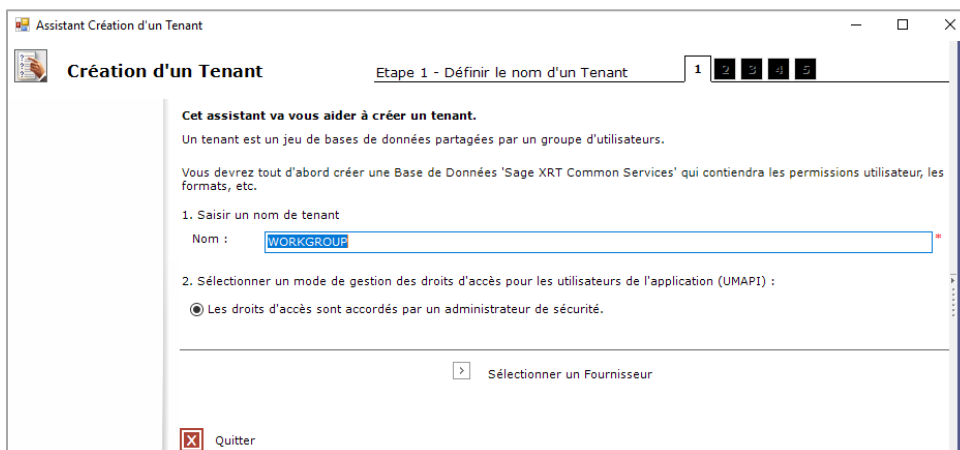 Assistant Création d'un Tenant
Création d'un Tenant
Etape 1 - Définir le nom d'un Tenant
1 2 3 4 5
Cet assistant va vous aider à créer un tenant.
Un tenant est un jeu de bases de données partagées par un groupe d'utilisateurs.
Vous devrez tout d'abord créer une Base de Données 'Sage XRT Common Services' qui contiendra les permissions utilisateur, les
formats, etc.
1. Saisir un nom de tenant
Nom : WORKGROUP *
2. Sélectionner un mode de gestion des droits d'accès pour les utilisateurs de l'application (UMAPI) :
Les droits d'accès sont accordés par un administrateur de sécurité.
Sélectionner un Fournisseur
Quitter